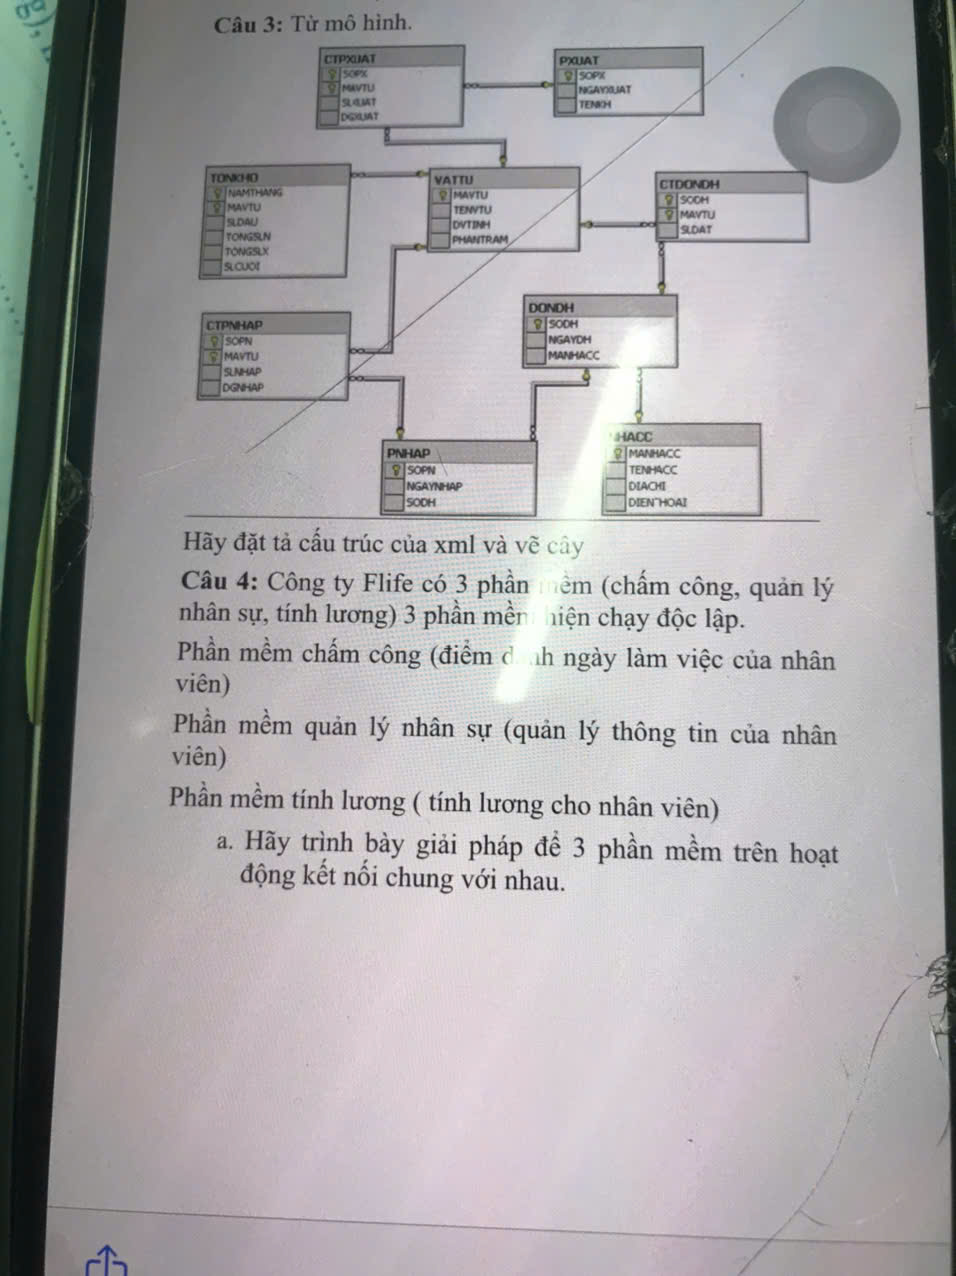 Câu 3: Từ mô hình.
CTPXUAT
SOPX
MAVTU
SLXUAT
DGXUAT
PXUAT
SOPX
NGAYXUAT
TENKH
TONKHO
NAMTHANG
MAVTU
SLDAU
TONGSLN
TONGSLX
SLCUOI
VATTU
MAVTU
TENVTU
DVTINH
PHANTRAM
CTDONDH
SODH
MAVTU
SLDAT
CTPNHAP
SOPN
MAVTU
SLNHAP
DGNHAP
DONDH
SODH
NGAYDH
MANHACC
PNHAP
SOPN
NGAYNHAP
SODH
NHACC
MANHACC
TENHACC
DIACHI
DIENTHOAI
Hãy đặt tả cấu trúc của xml và vẽ cây
Câu 4: Công ty Flife có 3 phần mềm (chấm công, quản lý
nhân sự, tính lương) 3 phần mềm hiện chạy độc lập.
Phần mềm chấm công (điểm danh ngày làm việc của nhân
viên)
Phần mềm quản lý nhân sự (quản lý thông tin của nhân
viên)
Phần mềm tính lương ( tính lương cho nhân viên)
a. Hãy trình bày giải pháp để 3 phần mềm trên hoạt
động kết nối chung với nhau.